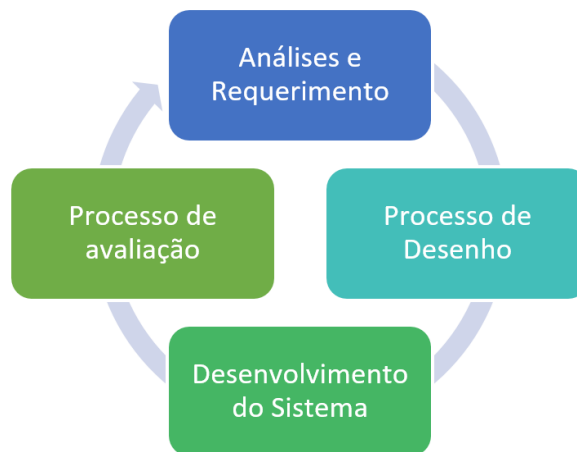 Análises e
Requerimento
Processo de
avaliação
Processo de
Desenho
Desenvolvimento
do Sistema